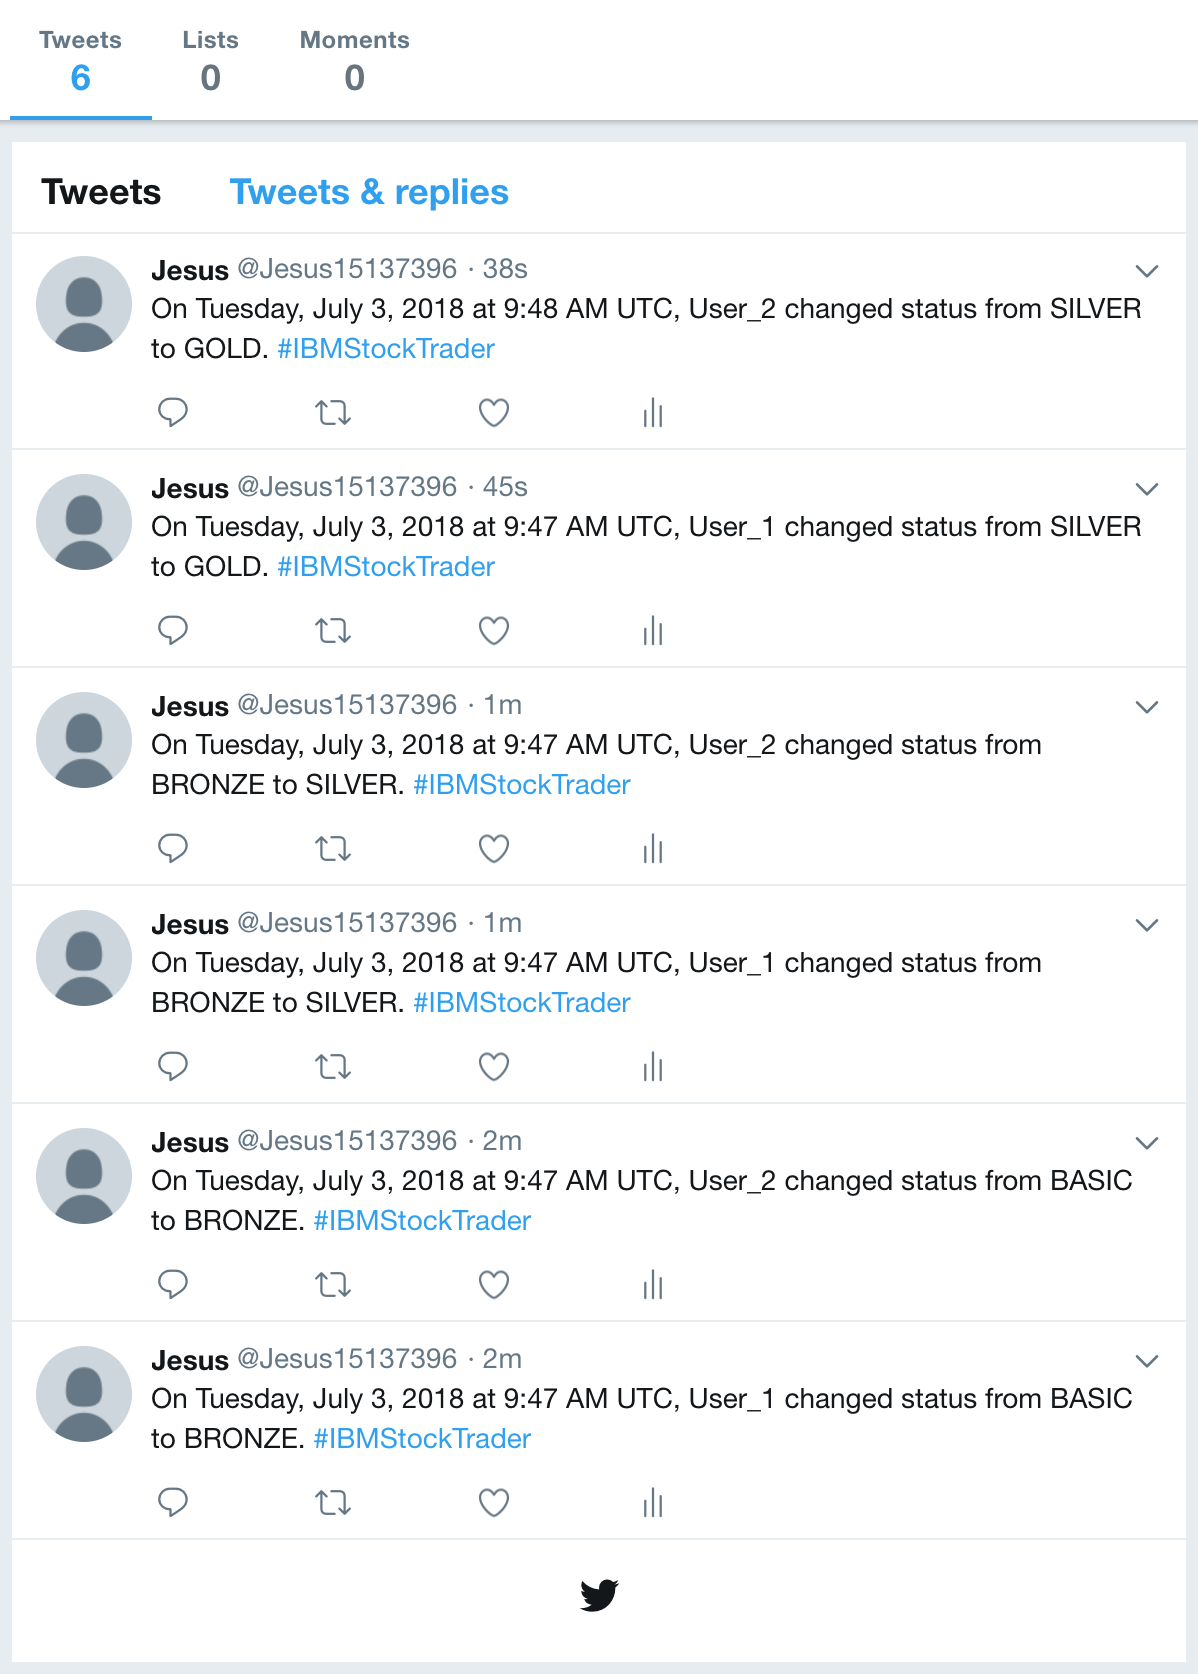 Tweets Lists Moments
6 0 0
Tweets Tweets & replies
Jesus @Jesus15137396 · 38s
On Tuesday, July 3, 2018 at 9:48 AM UTC, User_2 changed status from SILVER
to GOLD. #IBMStockTrader
Jesus @Jesus15137396 · 45s
On Tuesday, July 3, 2018 at 9:47 AM UTC, User_1 changed status from SILVER
to GOLD. #IBMStockTrader
Jesus @Jesus15137396 · 1m
On Tuesday, July 3, 2018 at 9:47 AM UTC, User_2 changed status from
BRONZE to SILVER. #IBMStockTrader
Jesus @Jesus15137396 · 1m
On Tuesday, July 3, 2018 at 9:47 AM UTC, User_1 changed status from
BRONZE to SILVER. #IBMStockTrader
Jesus @Jesus15137396 · 2m
On Tuesday, July 3, 2018 at 9:47 AM UTC, User_2 changed status from BASIC
to BRONZE. #IBMStockTrader
Jesus @Jesus15137396 · 2m
On Tuesday, July 3, 2018 at 9:47 AM UTC, User_1 changed status from BASIC
to BRONZE. #IBMStockTrader